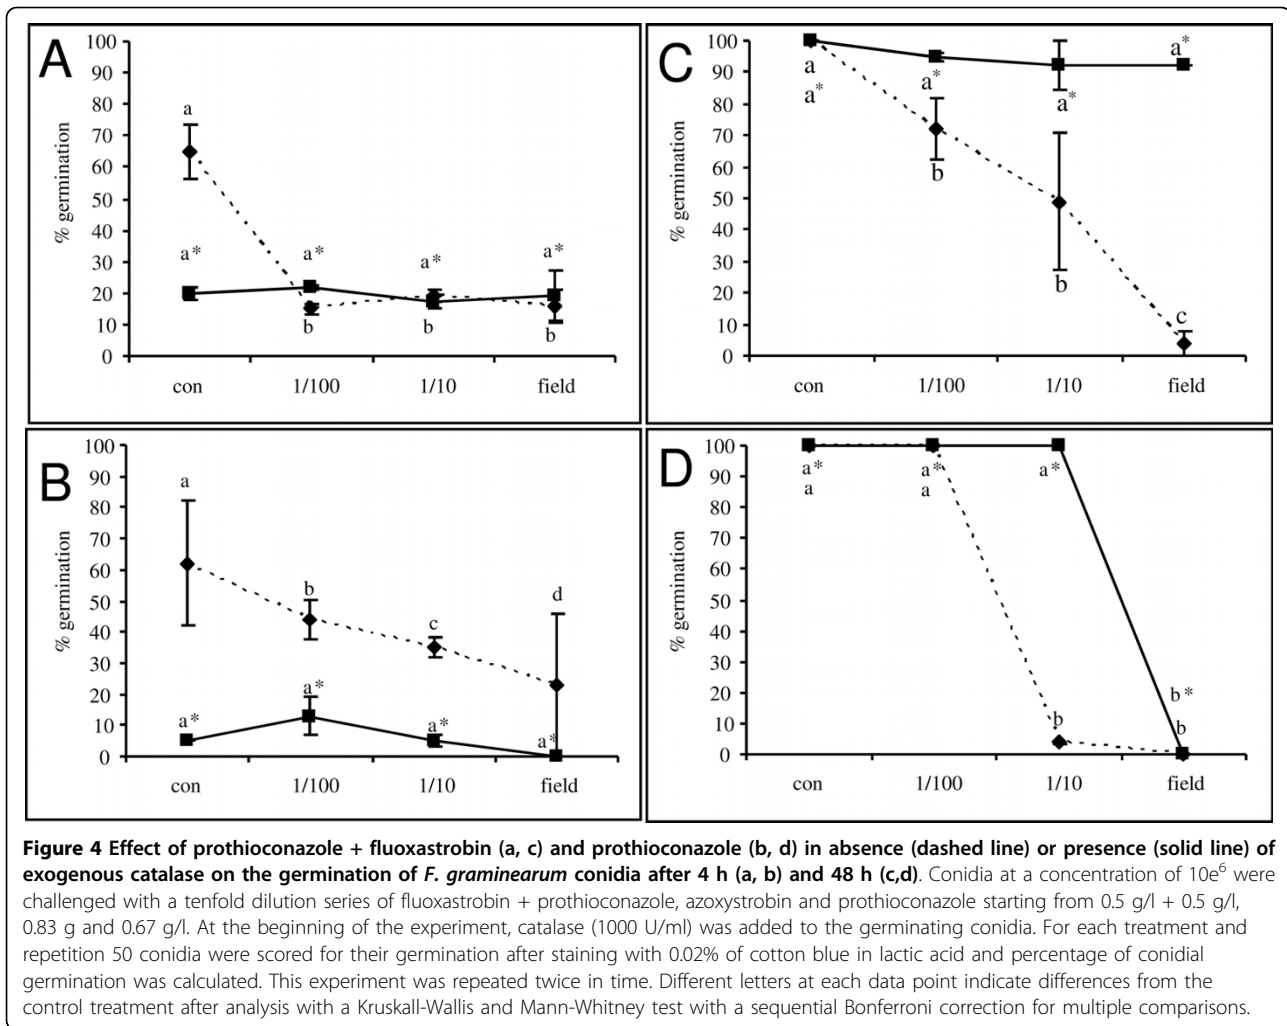 A
100
90
80
70
60
50
40
30
20
10
0
% germination
a
a*
a*
a*
a*
b
b
b
con
1/100
1/10
field
C
100
90
80
70
60
50
40
30
20
10
0
% germination
a
a*
a*
a*
a*
b
b
c
con
1/100
1/10
field
B
100
90
80
70
60
50
40
30
20
10
0
% germination
a
b
c
d
a*
a*
a*
a*
con
1/100
1/10
field
D
100
90
80
70
60
50
40
30
20
10
0
% germination
a*
a
a*
a
a*
b
b*
b
con
1/100
1/10
field
Figure 4 Effect of prothioconazole + fluoxastrobin (a, c) and prothioconazole (b, d) in absence (dashed line) or presence (solid line) of
exogenous catalase on the germination of F. graminearum conidia after 4 h (a, b) and 48 h (c,d). Conidia at a concentration of 10e⁶ were
challenged with a tenfold dilution series of fluoxastrobin + prothioconazole, azoxystrobin and prothioconazole starting from 0.5 g/l + 0.5 g/l,
0.83 g and 0.67 g/l. At the beginning of the experiment, catalase (1000 U/ml) was added to the germinating conidia. For each treatment and
repetition 50 conidia were scored for their germination after staining with 0.02% of cotton blue in lactic acid and percentage of conidial
germination was calculated. This experiment was repeated twice in time. Different letters at each data point indicate differences from the
control treatment after analysis with a Kruskall-Wallis and Mann-Whitney test with a sequential Bonferroni correction for multiple comparisons.